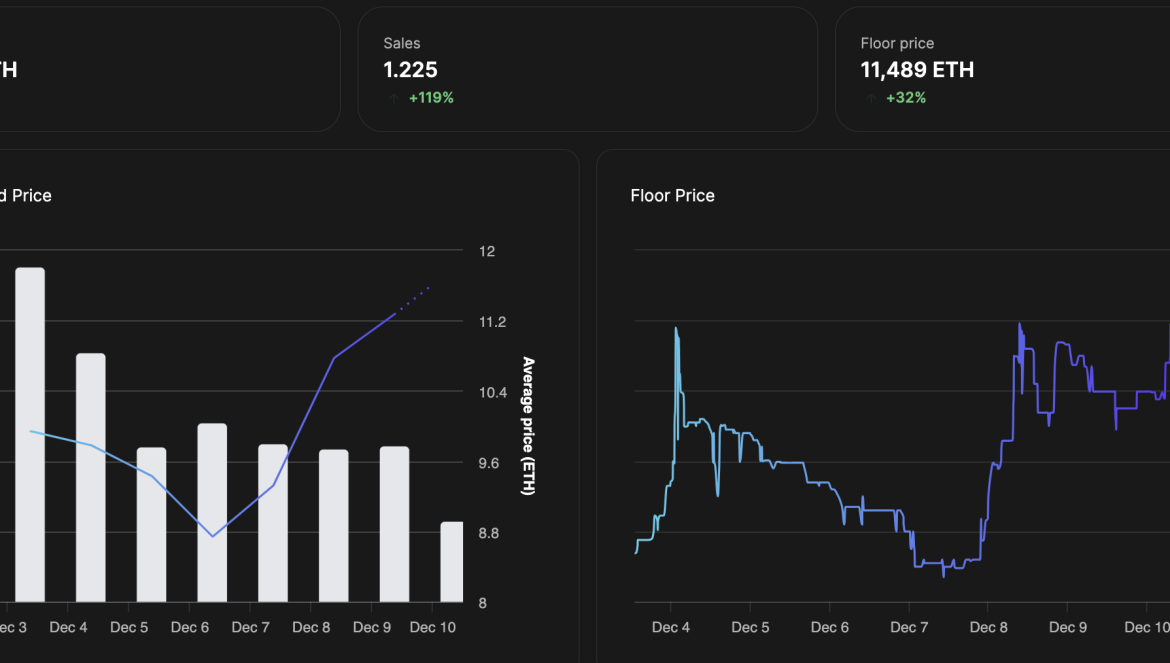 TH
Sales
1.225
+119%
Floor price
11,489 ETH
+32%
d Price
12
11.2
10.4
9.6
8.8
8
Average price (ETH)
ec 3 Dec 4 Dec 5 Dec 6 Dec 7 Dec 8 Dec 9 Dec 10
Floor Price
Dec 4 Dec 5 Dec 6 Dec 7 Dec 8 Dec 9 Dec 10